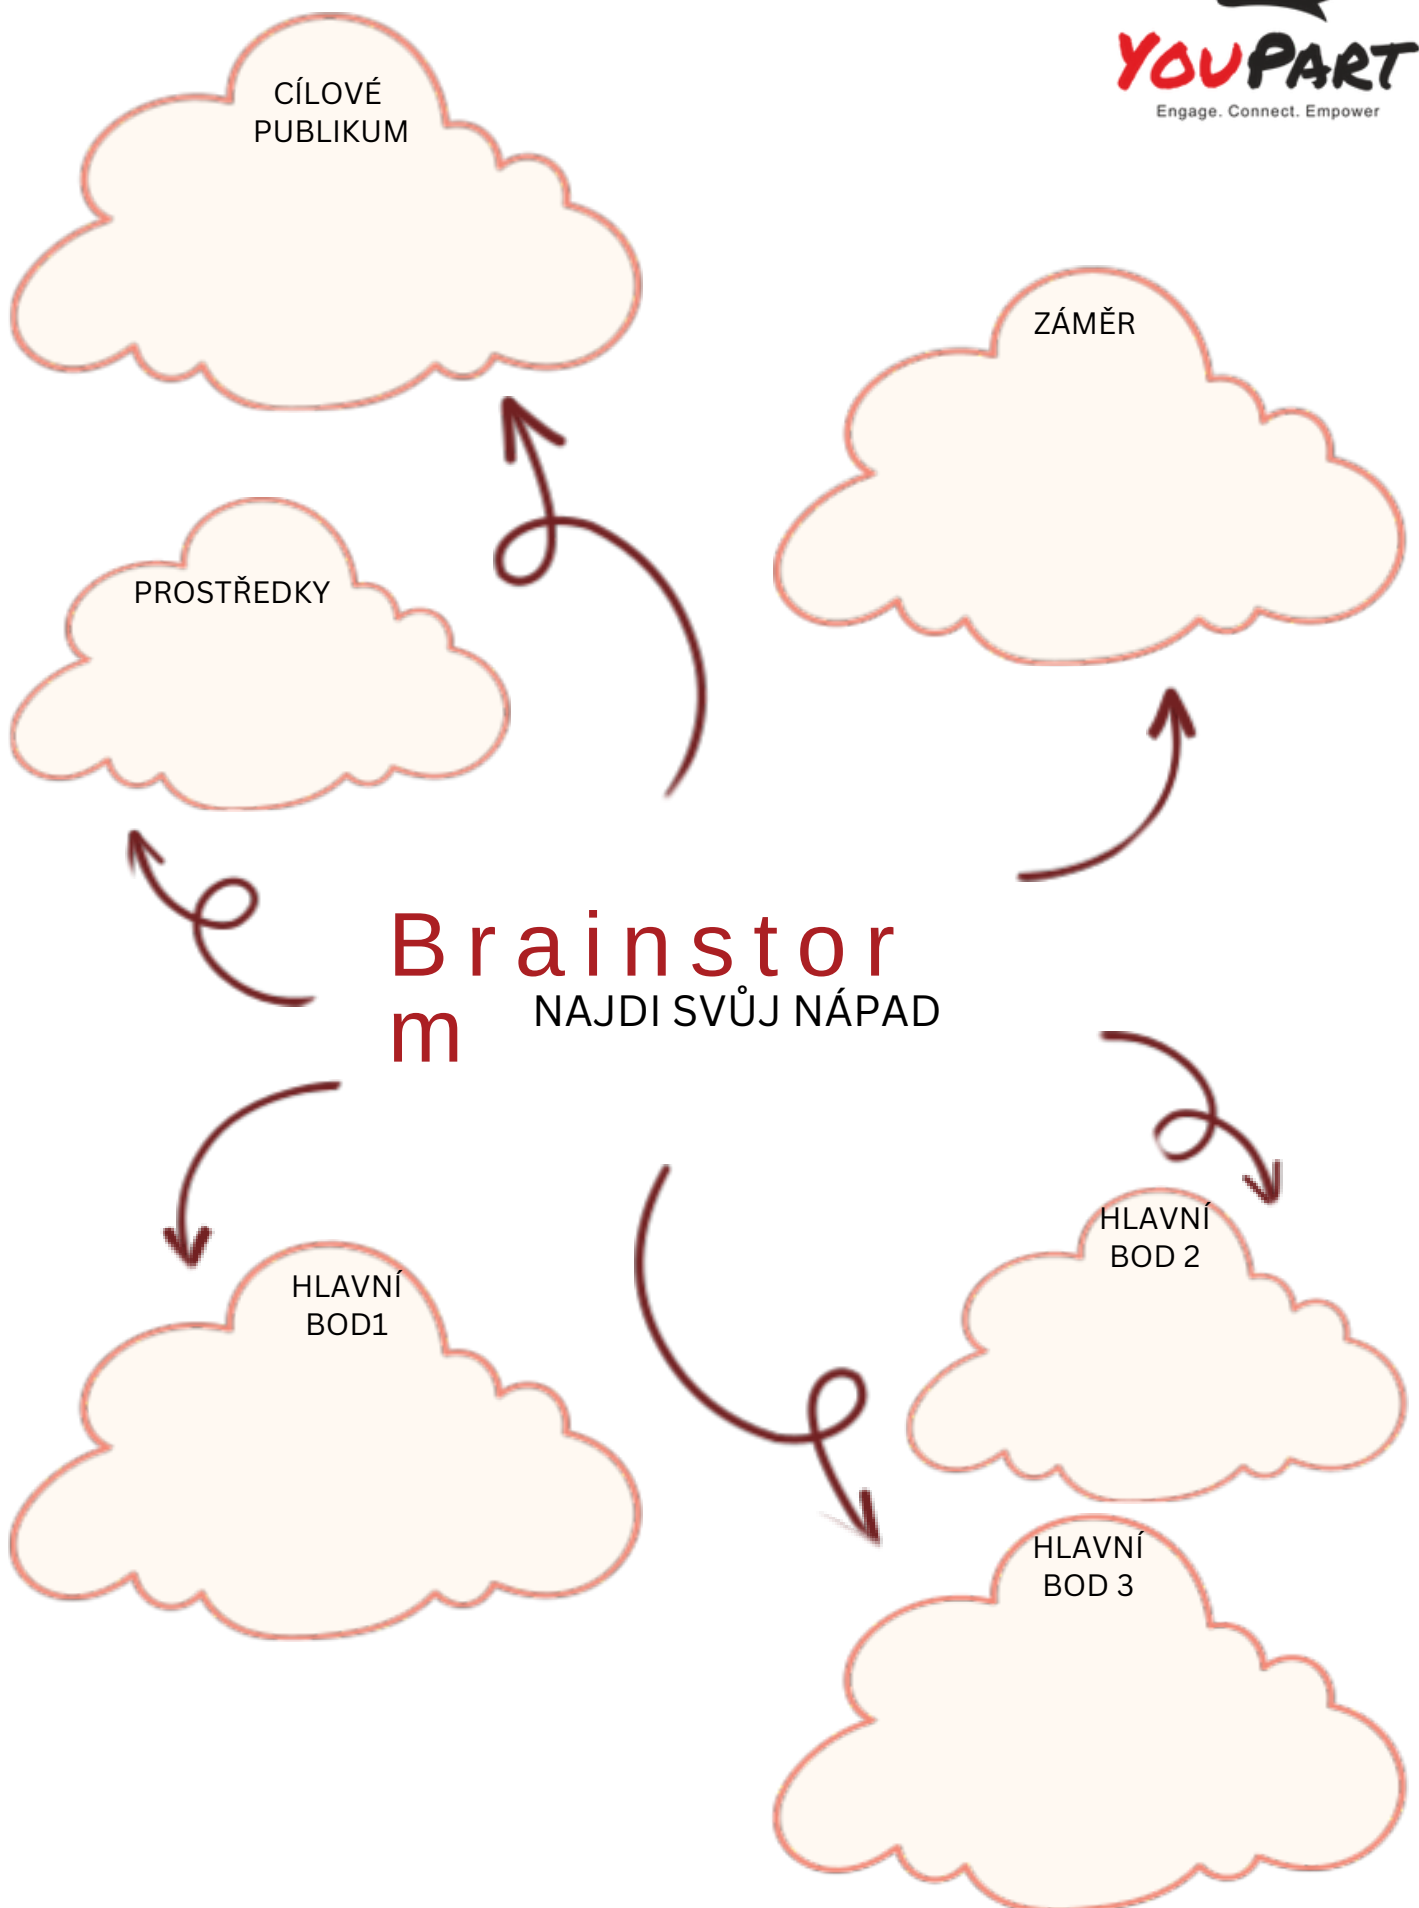 YOUPART
Engage. Connect. Empower
CÍLOVÉ
PUBLIKUM
ZÁMĚR
PROSTŘEDKY
Brainstor
m
NAJDI SVŮJ NÁPAD
HLAVNÍ
BOD1
HLAVNÍ
BOD 2
HLAVNÍ
BOD 3